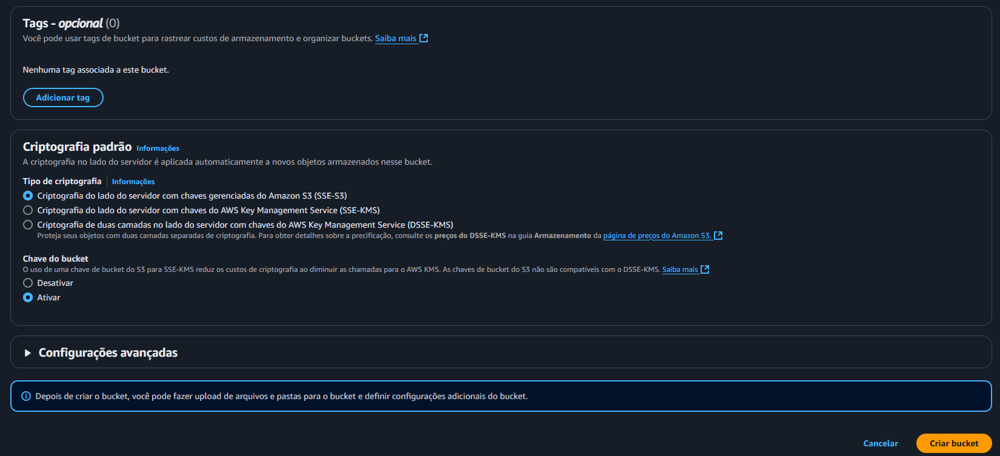 Tags - opcional (0)
Você pode usar tags de bucket para rastrear custos de armazenamento e organizar buckets. Saiba mais
Nenhuma tag associada a este bucket.
Adicionar tag
Criptografia padrão Informações
A criptografia no lado do servidor é aplicada automaticamente a novos objetos armazenados nesse bucket.
Tipo de criptografia Informações
Criptografia do lado do servidor com chaves gerenciadas do Amazon S3 (SSE-S3)
Criptografia do lado do servidor com chaves do AWS Key Management Service (SSE-KMS)
Criptografia de duas camadas no lado do servidor com chaves do AWS Key Management Service (DSSE-KMS)
Proteja seus objetos com duas camadas separadas de criptografia. Para obter detalhes sobre a precificação, consulte os preços do DSSE-KMS na guia Armazenamento da página de preços do Amazon S3.
Chave do bucket
O uso de uma chave de bucket do S3 para SSE-KMS reduz os custos de criptografia ao diminuir as chamadas para o AWS KMS. As chaves de bucket do S3 não são compatíveis com o DSSE-KMS. Saiba mais
Desativar
Ativar
Configurações avançadas
Depois de criar o bucket, você pode fazer upload de arquivos e pastas para o bucket e definir configurações adicionais do bucket.
Cancelar
Criar bucket